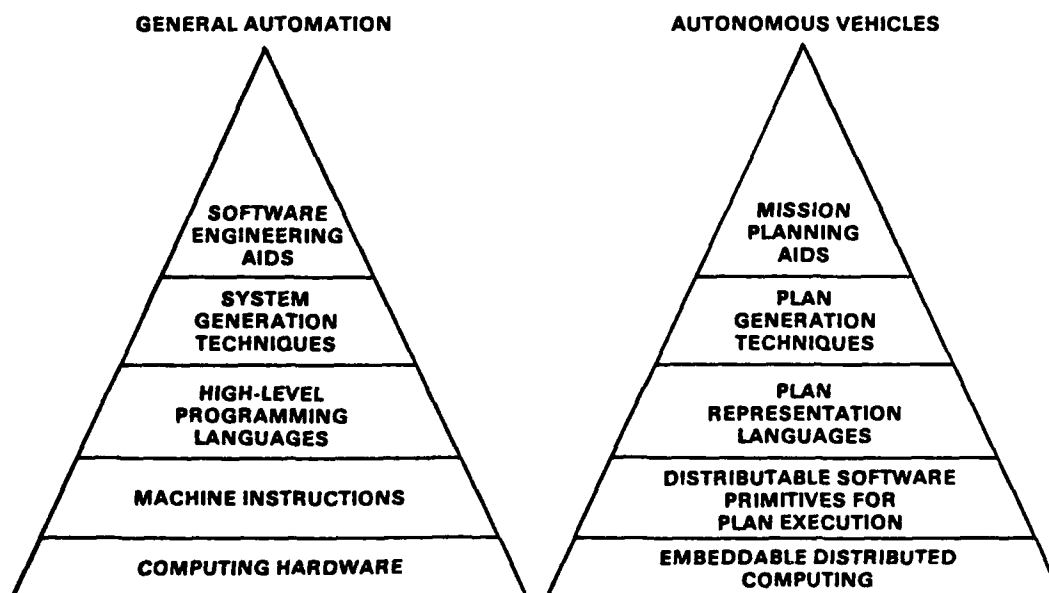 GENERAL AUTOMATION
SOFTWARE
ENGINEERING
AIDS
SYSTEM
GENERATION
TECHNIQUES
HIGH-LEVEL
PROGRAMMING
LANGUAGES
MACHINE INSTRUCTIONS
COMPUTING HARDWARE
AUTONOMOUS VEHICLES
MISSION
PLANNING
AIDS
PLAN
GENERATION
TECHNIQUES
PLAN
REPRESENTATION
LANGUAGES
DISTRIBUTABLE SOFTWARE
PRIMITIVES FOR
PLAN EXECUTION
EMBEDDABLE DISTRIBUTED
COMPUTING